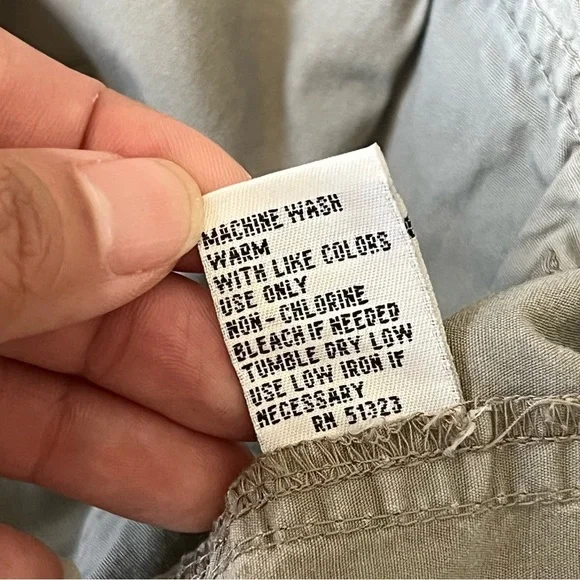 MACHINE WASH
WARM
WITH LIKE COLORS
USE ONLY
NON-CHLORINE
BLEACH IF NEEDED
TUMBLE DRY LOW
USE LOW IRON IF
NECESSARY
RN 51323